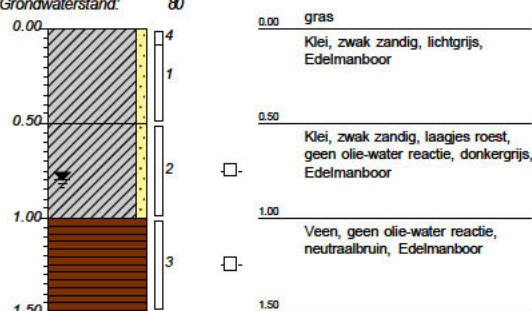 Grondwaterstand: 80
0.00
4
0.00 gras
Klei, zwak zandig, lichtgrijs,
Edelmanboor
1
0.50
0.50
Klei, zwak zandig, laagjes roest,
geen olie-water reactie, donkergrijs,
Edelmanboor
2
1.00
1.00
Veen, geen olie-water reactie,
neutraalbruin, Edelmanboor
3
1.50
1.50